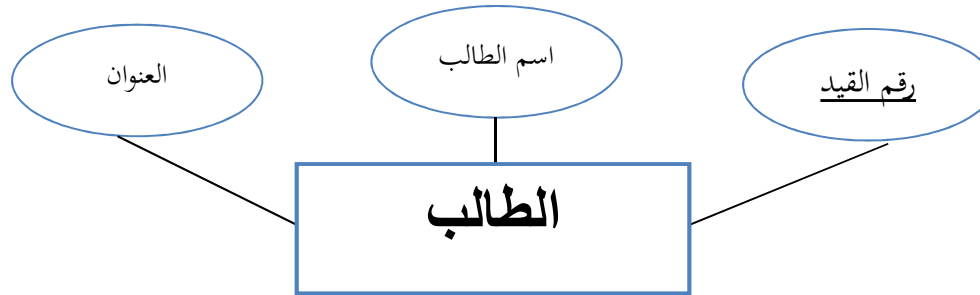 رقم القيد
اسم الطالب
العنوان
الطالب